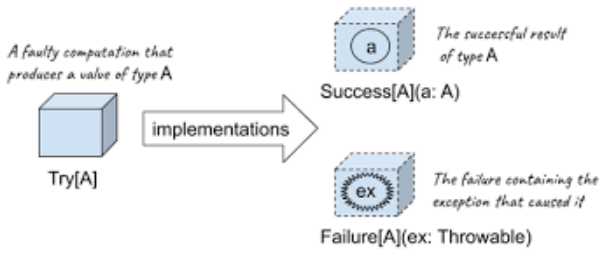 A faulty computation that
produces a value of type A
Try[A]
implementations
a
The successful result
of type A
Success[A](a: A)
ex
The failure containing the
exception that caused it
Failure[A](ex: Throwable)